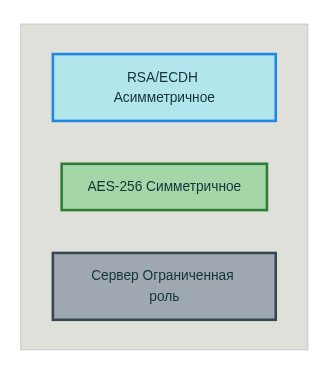 RSA/ECDH
Асимметричное
AES-256 Симметричное
Сервер Ограниченная
роль